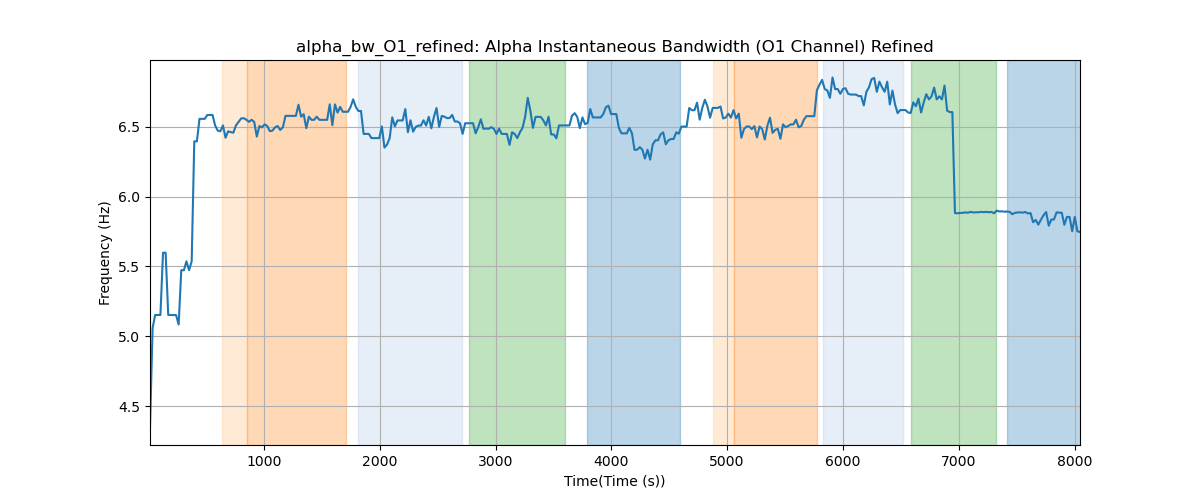 alpha_bw_O1_refined: Alpha Instantaneous Bandwidth (O1 Channel) Refined
Frequency (Hz)
6.5
6.0
5.5
5.0
4.5
1000 2000 3000 4000 5000 6000 7000 8000
Time(Time (s))